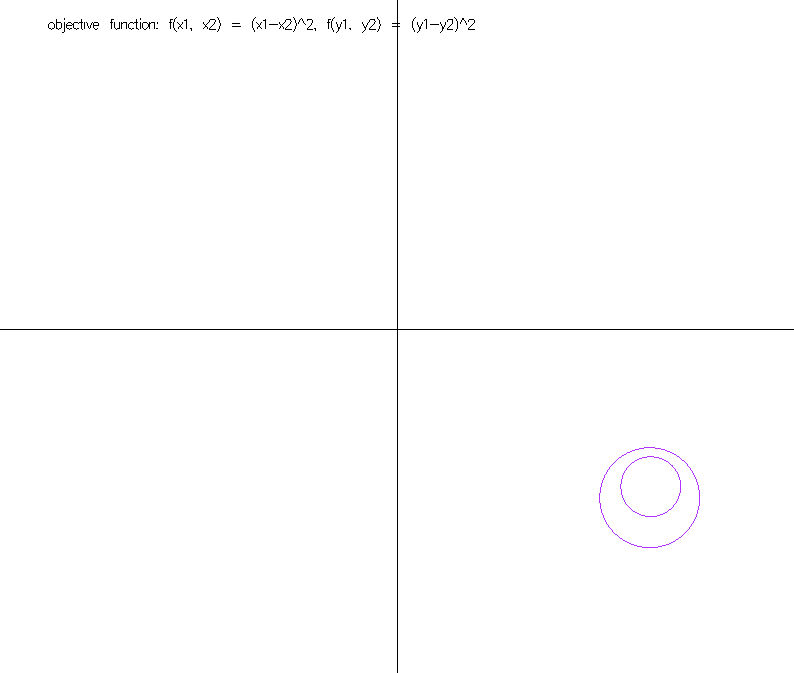 objective function: f(x1, x2) = (x1-x2)^2, f(y1, y2) = (y1-y2)^2